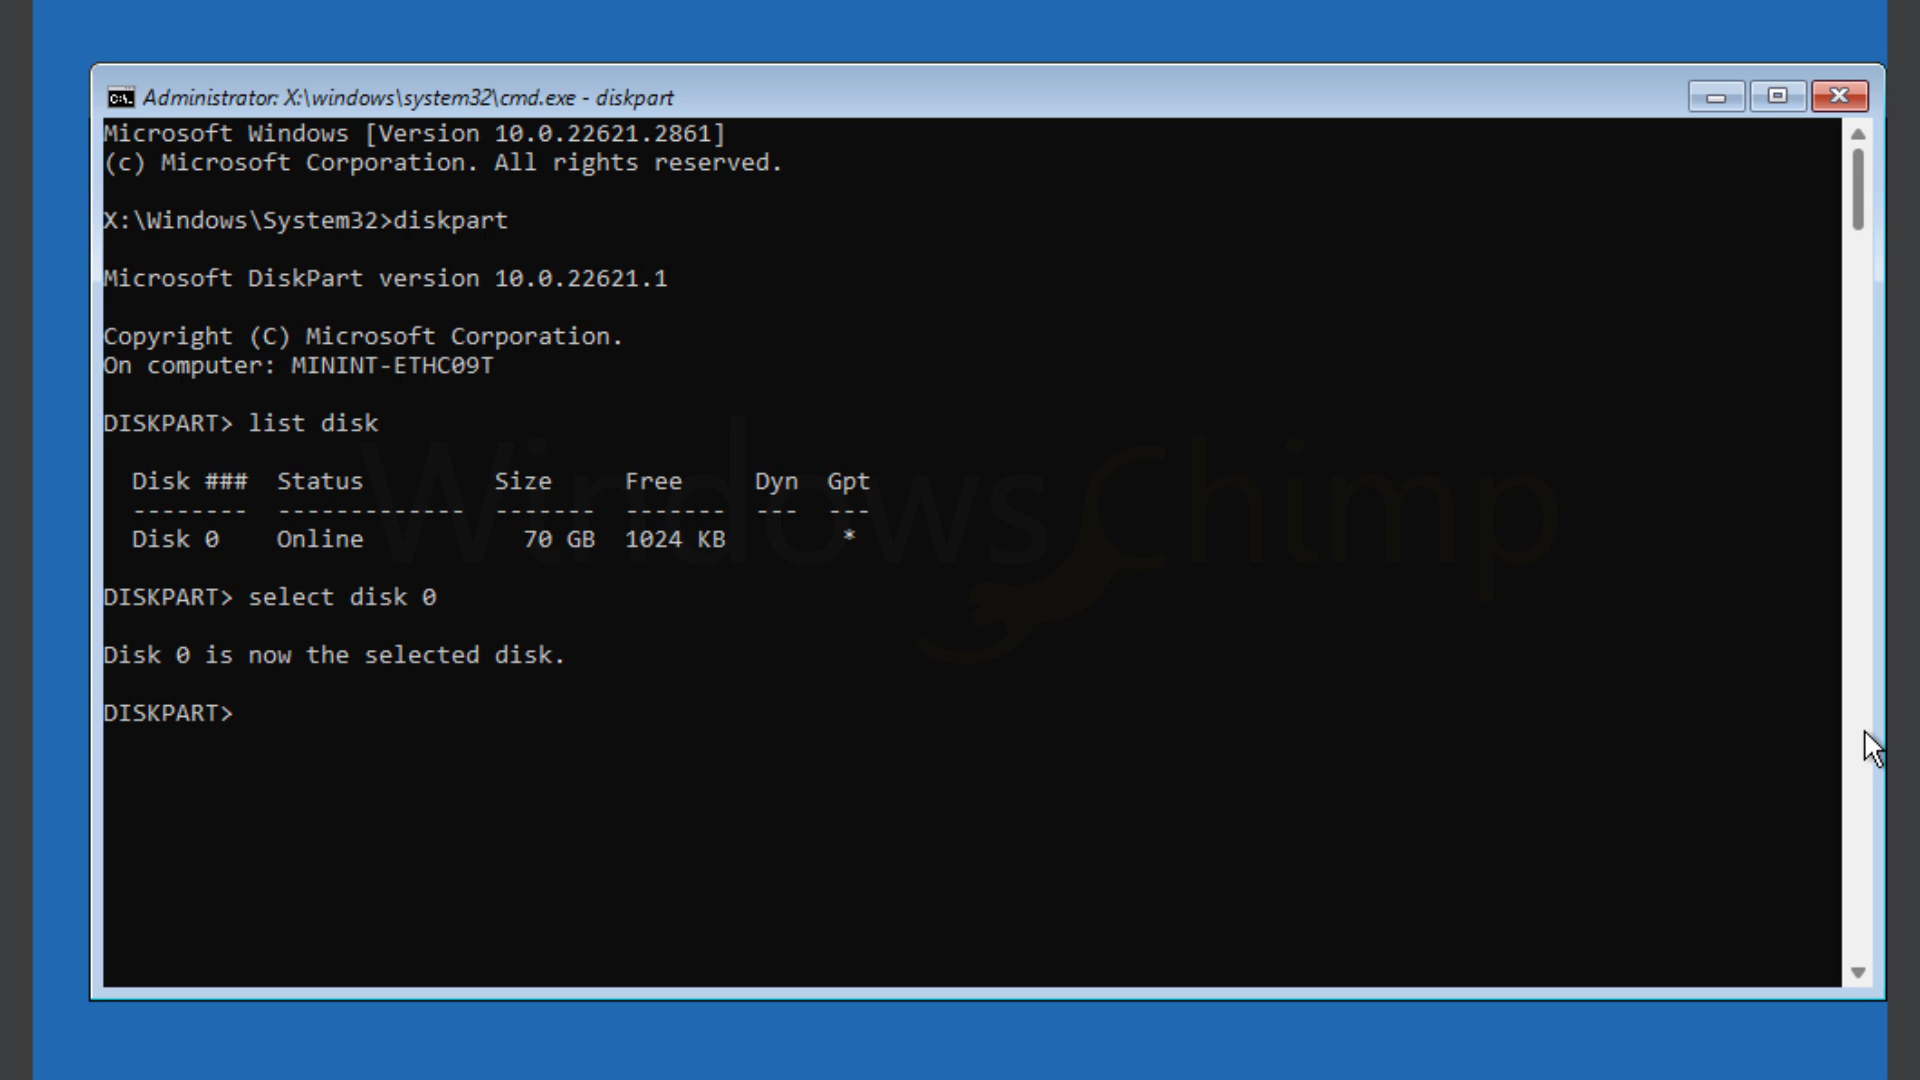 Administrator: X:\windows\system32\cmd.exe - diskpart
Microsoft Windows [Version 10.0.22621.2861]
(c) Microsoft Corporation. All rights reserved.
X:\Windows\System32>diskpart
Microsoft DiskPart version 10.0.22621.1
Copyright (C) Microsoft Corporation.
On computer: MININT-ETHC09T
DISKPART> list disk
  Disk ###  Status         Size     Free     Dyn  Gpt
  --------  -------------  -------  -------  ---  ---
  Disk 0    Online           70 GB  1024 KB        *
DISKPART> select disk 0
Disk 0 is now the selected disk.
DISKPART>
WindowsChimp